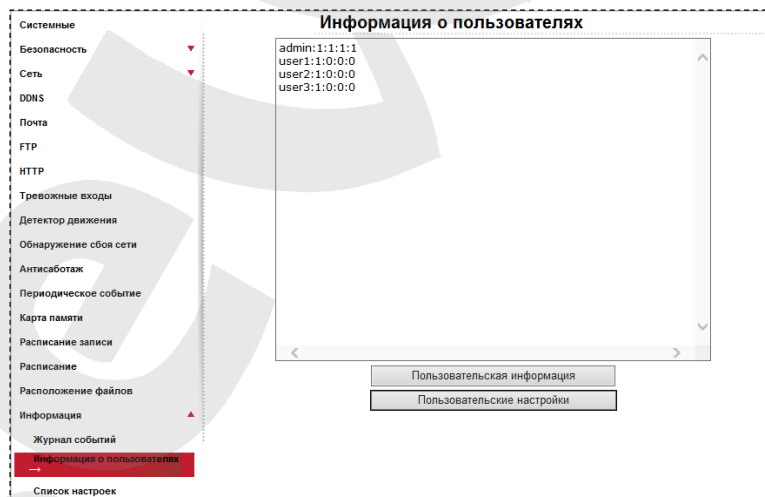 Информация о пользователях
Системные
Безопасность
Сеть
DDNS
Почта
FTP
HTTP
Тревожные входы
Детектор движения
Обнаружение сбоя сети
Антисаботаж
Периодическое событие
Карта памяти
Расписание записи
Расписание
Расположение файлов
Информация
Журнал событий
Информация о пользователях
Список настроек
admin:1:1:1:1
user1:1:0:0:0
user2:1:0:0:0
user3:1:0:0:0
Пользовательская информация
Пользовательские настройки